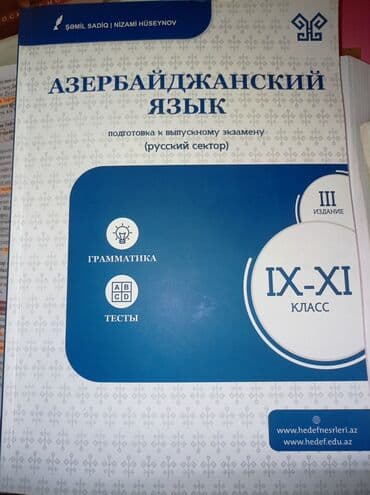 ŞƏMİL SADİQ | NİZAMİ HÜSEYNOV
АЗЕРБАЙДЖАНСКИЙ
ЯЗЫК
подготовка к выпускному экзамену
(русский сектор)
III
ИЗДАНИЕ
ГРАММАТИКА
IX-XI
КЛАСС
A B
C D
ТЕСТЫ
www.hedefnesrleri.az
www.hedef.edu.az